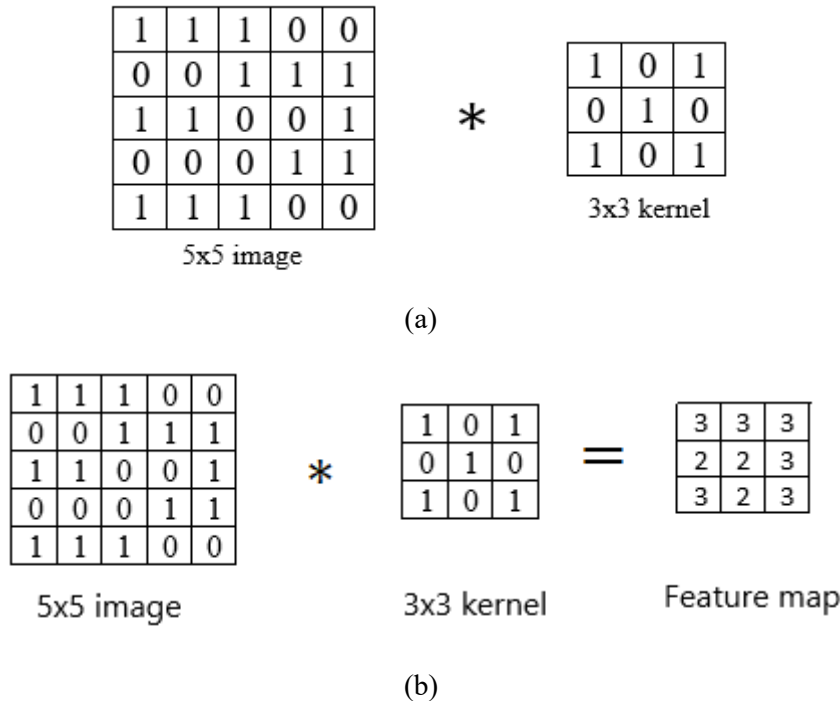 1 1 1 0 0
0 0 1 1 1
1 1 0 0 1
0 0 0 1 1
1 1 1 0 0
5x5 image
*
1 0 1
0 1 0
1 0 1
3x3 kernel
(a)
1 1 1 0 0
0 0 1 1 1
1 1 0 0 1
0 0 0 1 1
1 1 1 0 0
5x5 image
*
1 0 1
0 1 0
1 0 1
3x3 kernel
=
3 3 3
2 2 3
3 2 3
Feature map
(b)